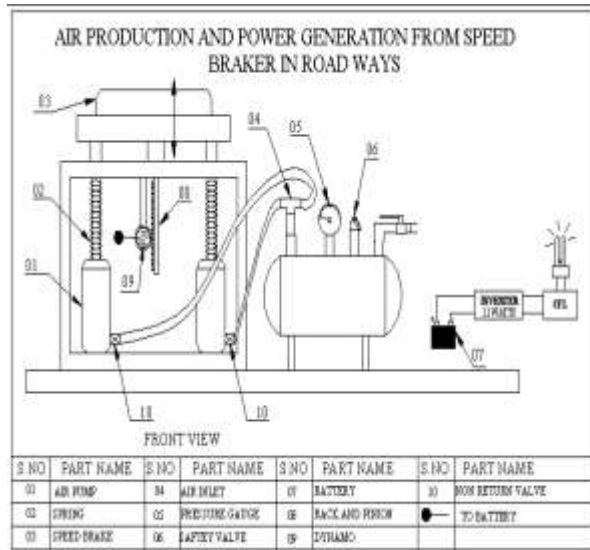 AIR PRODUCTION AND POWER GENERATION FROM SPEED
BRAKER IN ROAD WAYS
03
04
05
06
02
08
01
09
INVERTER
11 WATTS
CFL
07
10
10
FRONT VIEW
S.NO PART NAME S.NO PART NAME S.NO PART NAME S.NO PART NAME
01 AIR PUMP 04 AIR INLET 07 BATTERY 10 NON RETURN VALVE
02 SPRING 05 PRESSURE GAUGE 08 RACK AND PINION TO BATTERY
03 SPEED BRAKE 06 SAFTEY VALVE 09 DYNAMO